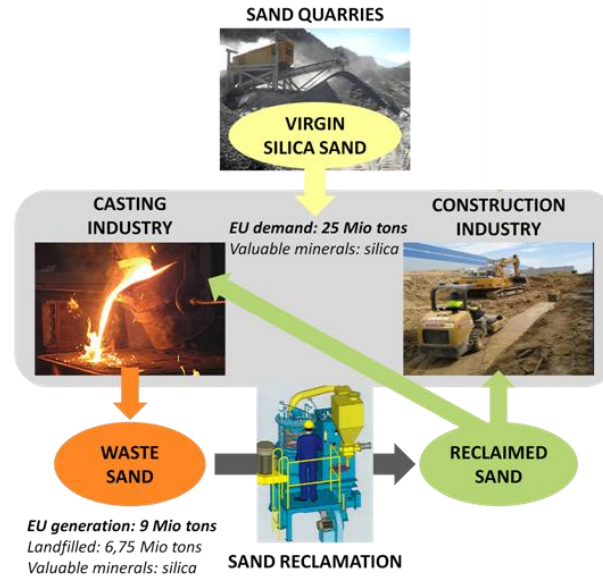 SAND QUARRIES
VIRGIN
SILICA SAND
CASTING
INDUSTRY
EU demand: 25 Mio tons
Valuable minerals: silica
CONSTRUCTION
INDUSTRY
WASTE
SAND
RECLAIMED
SAND
EU generation: 9 Mio tons
Landfilled: 6,75 Mio tons
Valuable minerals: silica
SAND RECLAMATION